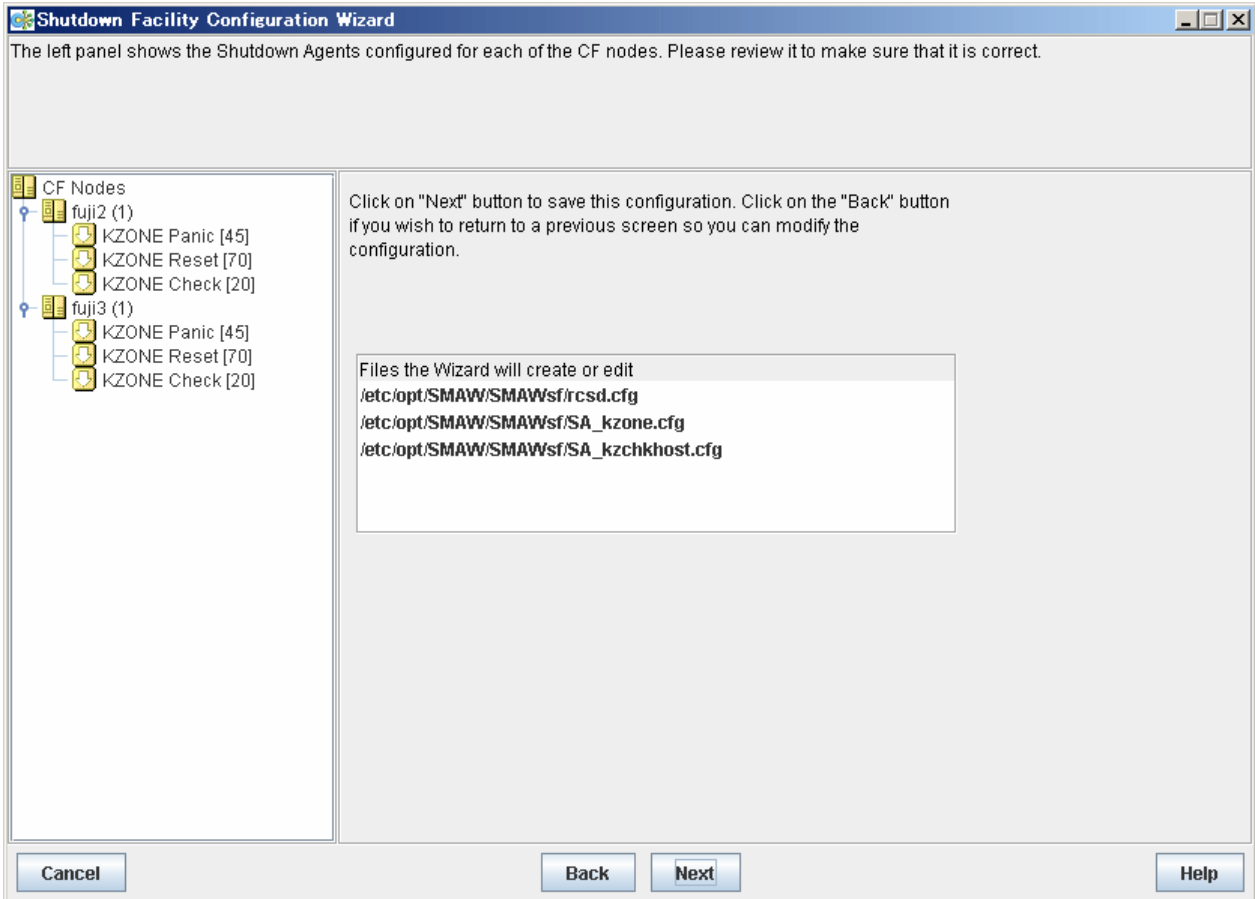 Shutdown Facility Configuration Wizard
The left panel shows the Shutdown Agents configured for each of the CF nodes. Please review it to make sure that it is correct.
CF Nodes
fuji2 (1)
KZONE Panic [45]
KZONE Reset [70]
KZONE Check [20]
fuji3 (1)
KZONE Panic [45]
KZONE Reset [70]
KZONE Check [20]
Click on "Next" button to save this configuration. Click on the "Back" button
if you wish to return to a previous screen so you can modify the
configuration.
Files the Wizard will create or edit
/etc/opt/SMAW/SMAWsf/rcsd.cfg
/etc/opt/SMAW/SMAWsf/SA_kzone.cfg
/etc/opt/SMAW/SMAWsf/SA_kzchkhost.cfg
Cancel
Back
Next
Help